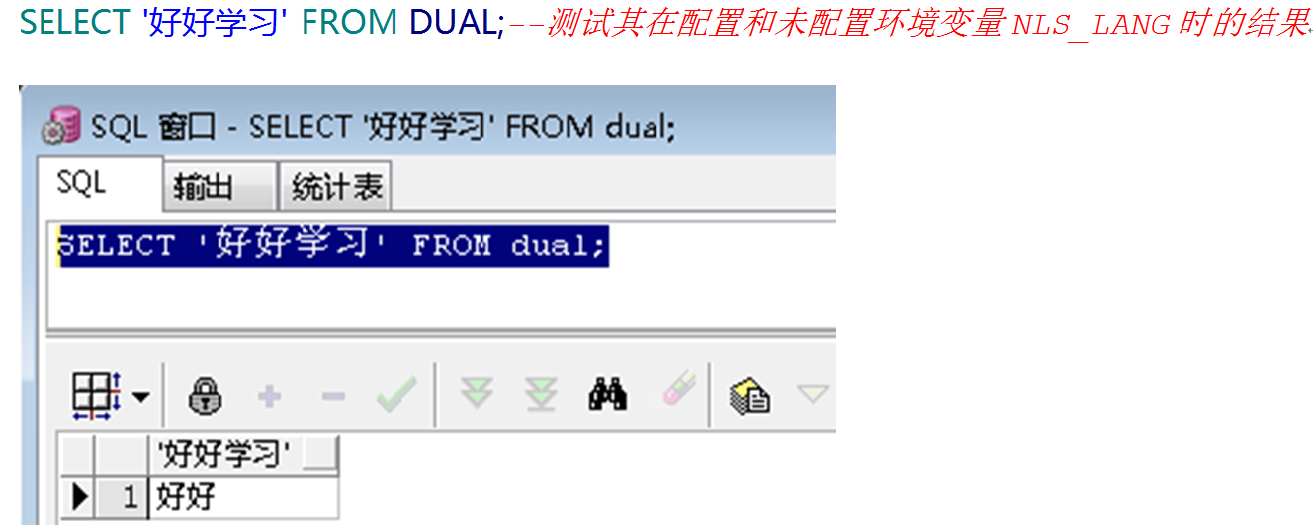 SELECT '好好学习' FROM DUAL;--测试其在配置和未配置环境变量 NLS_LANG 时的结果
SQL 窗口 - SELECT '好好学习' FROM dual;
SQL 输出 统计表
SELECT '好好学习' FROM dual;
'好好学习'
1 好好